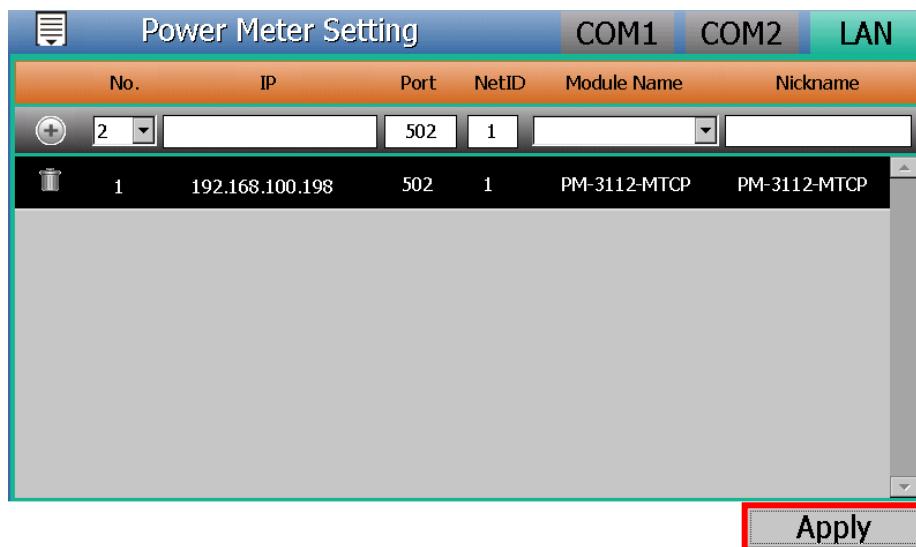 Power Meter Setting COM1 COM2 LAN
No. IP Port NetID Module Name Nickname
2 502 1
1 192.168.100.198 502 1 PM-3112-MTCP PM-3112-MTCP
Apply